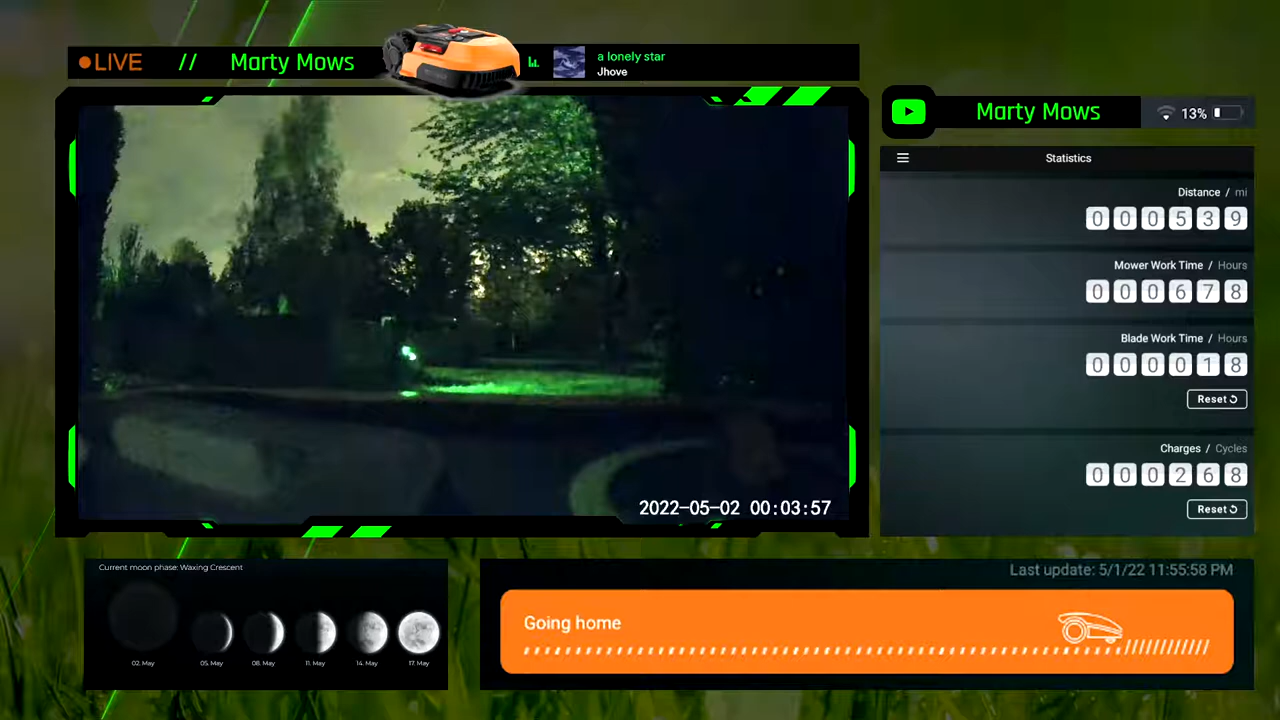 LIVE // Marty Mows
a lonely star
Jhove
Marty Mows
13%
Statistics
Distance / mi
000539
Mower Work Time / Hours
000678
Blade Work Time / Hours
000018
Reset
Charges / Cycles
000268
Reset
2022-05-02 00:03:57
Current moon phase: Waxing Crescent
02. May 05. May 08. May 11. May 14. May 17. May
Last update: 5/1/22 11:55:58 PM
Going home